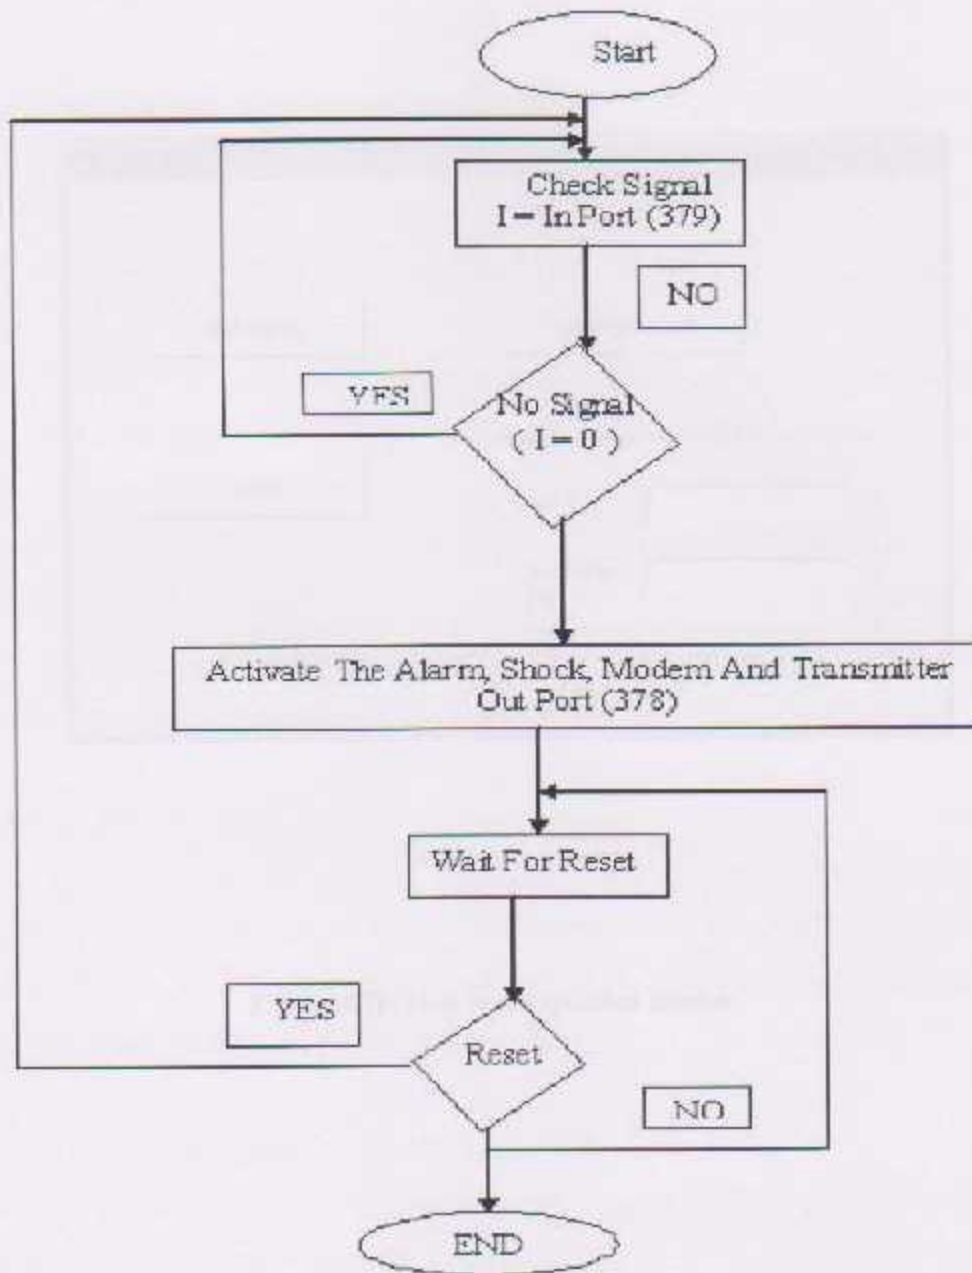 Start
Check Signal
I = In Port (379)
NO
YES
No Signal
( I = 0 )
Activate The Alarm, Shock, Modem And Transmitter
Out Port (378)
Wait For Reset
YES
Reset
NO
END